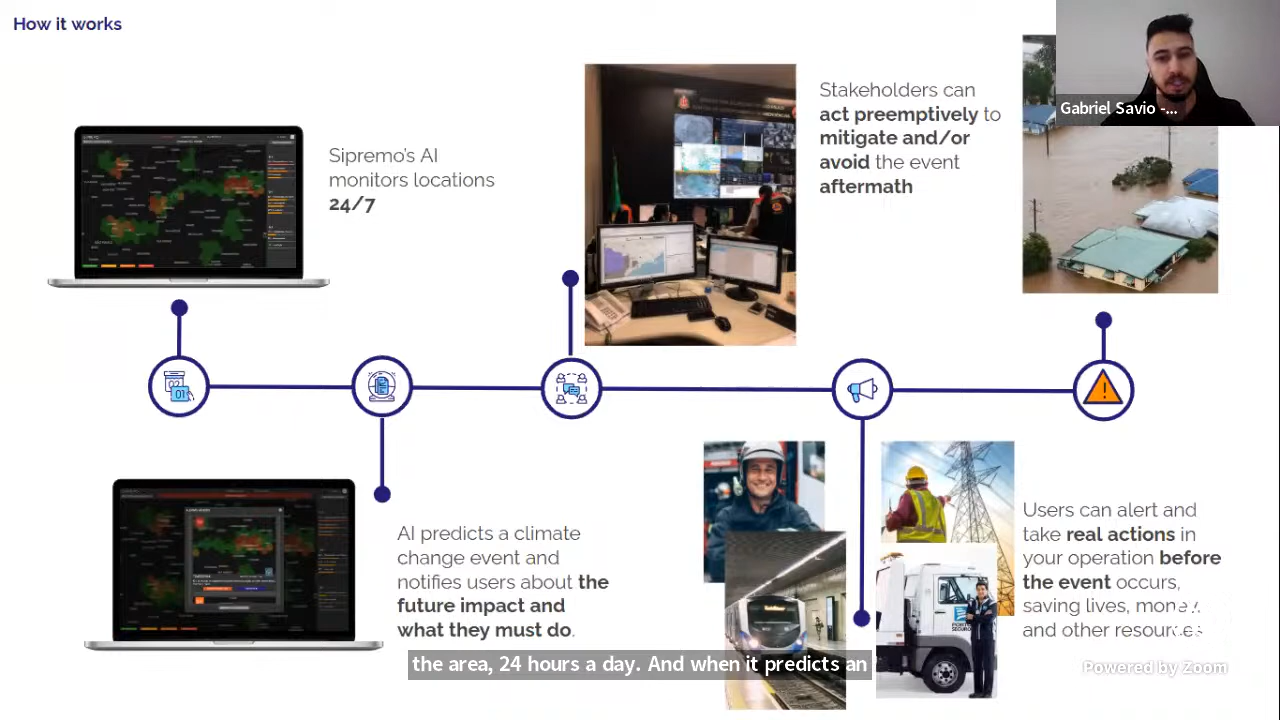 How it works
Sipremo's AI
monitors locations
24/7
Stakeholders can
act preemptively to
mitigate and/or
avoid the event
aftermath
Gabriel Savio -...
AI predicts a climate
change event and
notifies users about the
future impact and
what they must do.
Users can alert and
take real actions in
your operation before
the event occurs,
saving lives, money,
and other resources
the area, 24 hours a day. And when it predicts an
Powered by Zoom